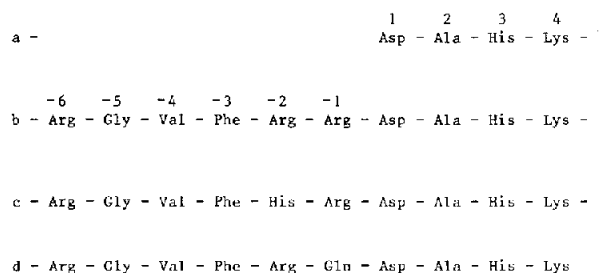 1 2 3 4
a - Asp - Ala - His - Lys -
-6 -5 -4 -3 -2 -1
b - Arg - Gly - Val - Phe - Arg - Arg - Asp - Ala - His - Lys -
c - Arg - Gly - Val - Phe - His - Arg - Asp - Ala - His - Lys -
d - Arg - Gly - Val - Phe - Arg - Gln - Asp - Ala - His - Lys